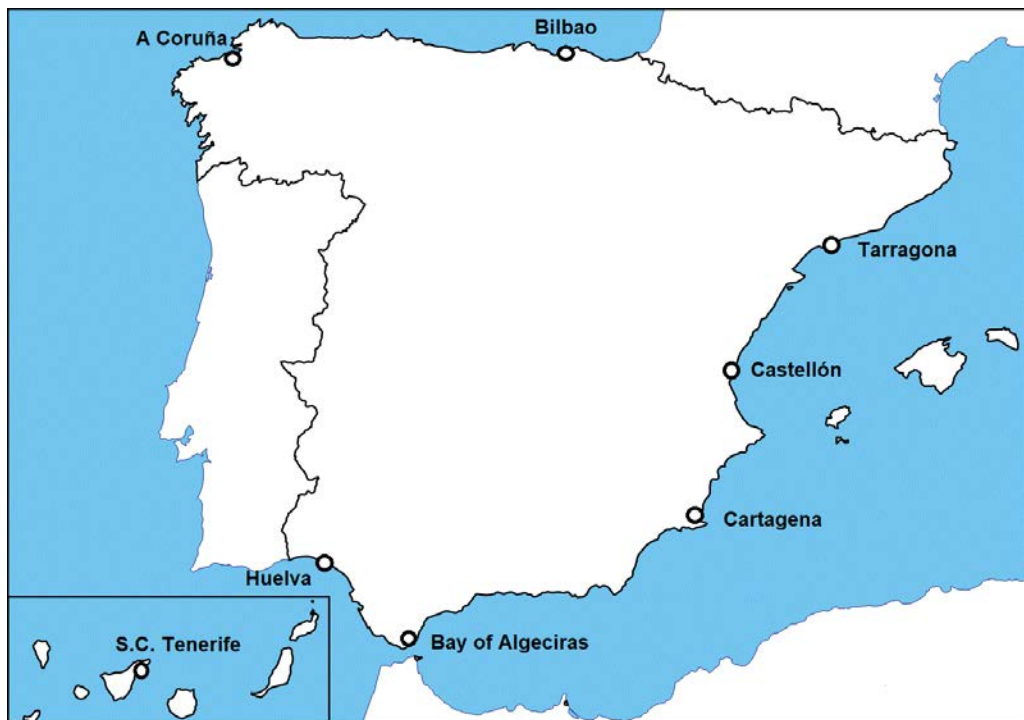 Bilbao
A Coruña
Tarragona
Castellón
Cartagena
Huelva
Bay of Algeciras
S.C. Tenerife